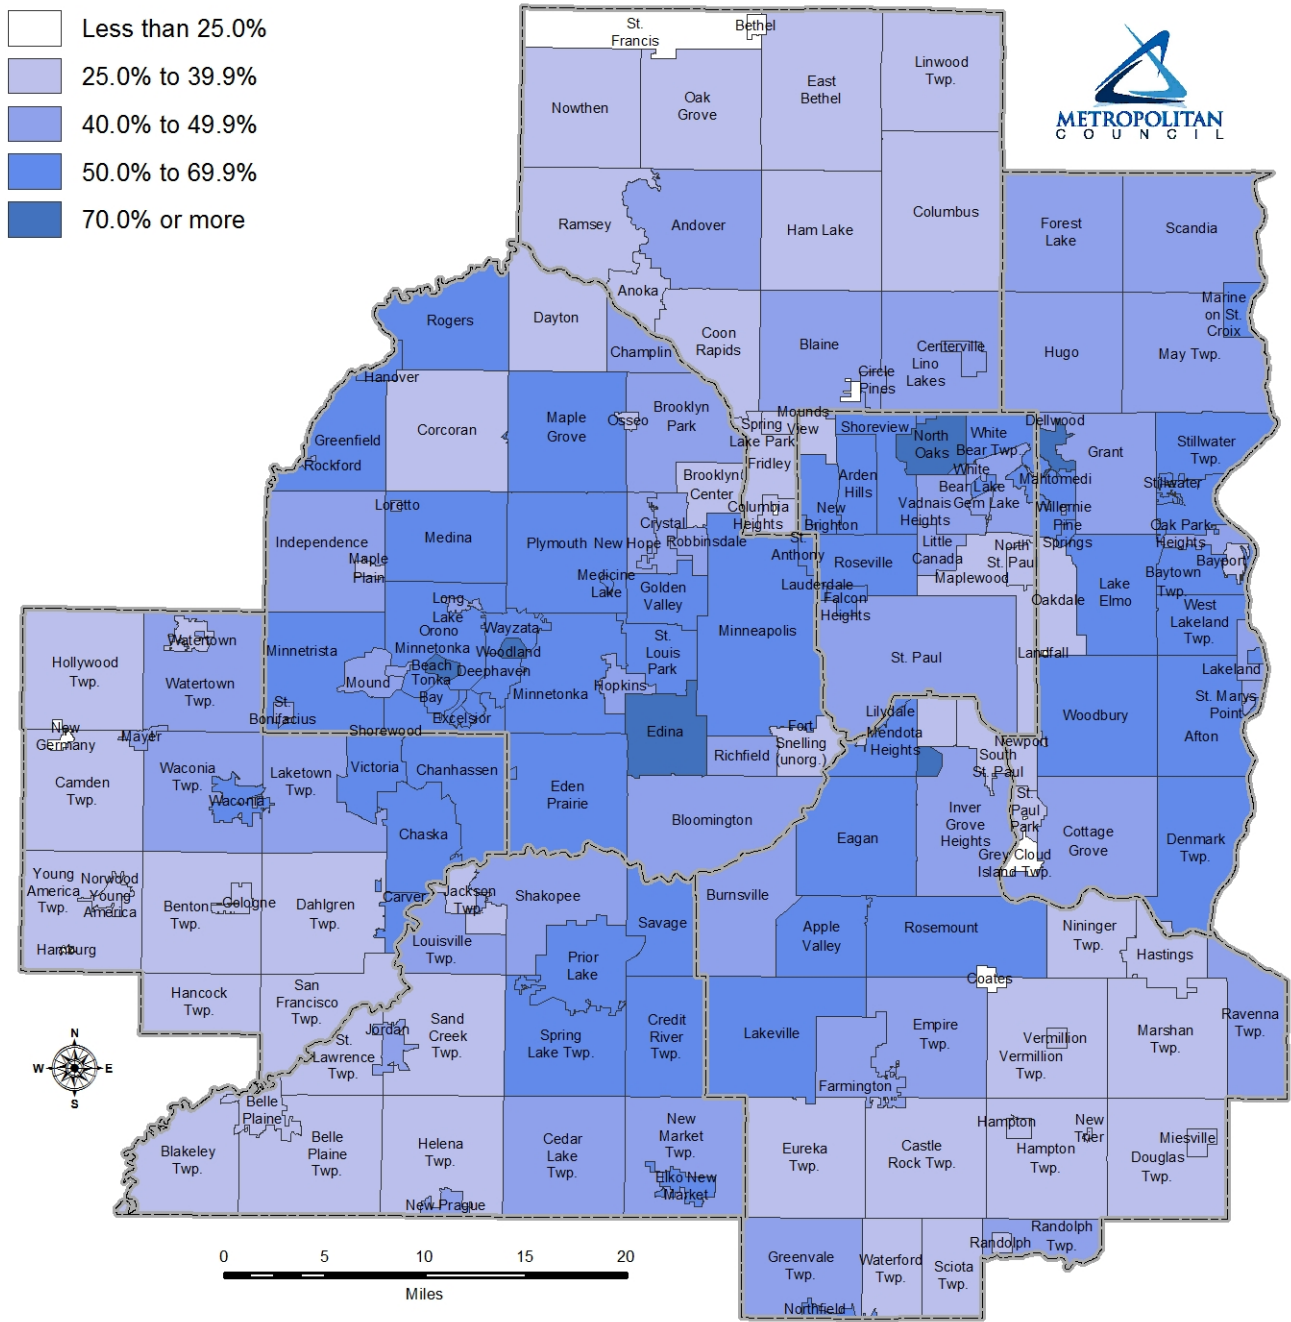 Less than 25.0%
25.0% to 39.9%
40.0% to 49.9%
50.0% to 69.9%
70.0% or more
METROPOLITAN
COUNCIL
St.
Francis
Bethel
Nowthen
Oak
Grove
East
Bethel
Linwood
Twp.
Ramsey
Andover
Ham Lake
Columbus
Forest
Lake
Scandia
Anoka
Rogers
Dayton
Champlin
Coon
Rapids
Blaine
Centerville
Lino
Lakes
Circle
Pines
Hugo
May Twp.
Marine
on St.
Croix
Hanover
Greenfield
Rockford
Corcoran
Maple
Grove
Osseo
Brooklyn
Park
Brooklyn
Center
Spring
Lake Park
Mounds
View
Fridley
Columbia
Heights
Shoreview
North
Oaks
White
Bear Twp.
White
Bear Lake
Gem Lake
Arden
Hills
New
Brighton
Vadnais
Heights
Little
Canada
Dellwood
Grant
Mahtomedi
Willernie
Pine
Springs
Stillwater
Twp.
Stillwater
Oak Park
Heights
Bayport
Baytown
Twp.
West
Lakeland
Twp.
Lake
Elmo
Loretto
Independence
Maple
Plain
Medina
Plymouth
New Hope
Crystal
Robbinsdale
Medicine
Lake
Golden
Valley
St.
Anthony
Lauderdale
Roseville
Falcon
Heights
North
St. Paul
Maplewood
Oakdale
Landfall
Minneapolis
St. Paul
Long
Lake
Orono
Minnetonka
Beach
Tonka
Bay
Wayzata
Woodland
Deephaven
Excelsior
Shorewood
Minnetonka
Hopkins
St.
Louis
Park
Edina
Richfield
Fort
Snelling
(unorg.)
Minnetrista
Mound
St.
Bonifacius
Hollywood
Twp.
Watertown
Watertown
Twp.
New
Germany
Mayer
Camden
Twp.
Waconia
Twp.
Waconia
Laketown
Twp.
Victoria
Chanhassen
Chaska
Eden
Prairie
Bloomington
Lilydale
Mendota
Heights
South
St. Paul
Newport
St.
Paul
Park
Inver
Grove
Heights
Grey Cloud
Island Twp.
Eagan
Woodbury
Lakeland
St. Marys
Point
Afton
Cottage
Grove
Denmark
Twp.
Young
America
Twp.
Norwood
Young
America
Hamburg
Benton
Twp.
Cologne
Dahlgren
Twp.
Carver
Jackson
Twp.
Shakopee
Louisville
Twp.
Savage
Prior
Lake
Burnsville
Apple
Valley
Rosemount
Nininger
Twp.
Hastings
Coates
Hancock
Twp.
San
Francisco
Twp.
Jordan
St.
Lawrence
Twp.
Sand
Creek
Twp.
Spring
Lake Twp.
Credit
River
Twp.
Lakeville
Empire
Twp.
Farmington
Vermillion
Vermillion
Twp.
Marshan
Twp.
Ravenna
Twp.
N
W
E
S
Belle
Plaine
Blakeley
Twp.
Belle
Plaine
Twp.
Helena
Twp.
New Prague
Cedar
Lake
Twp.
New
Market
Twp.
Elko New
Market
Eureka
Twp.
Castle
Rock Twp.
Hampton
Hampton
Twp.
New
Trier
Miesville
Douglas
Twp.
Greenvale
Twp.
Northfield
Waterford
Twp.
Sciota
Twp.
Randolph
Randolph
Twp.
0 5 10 15 20
Miles